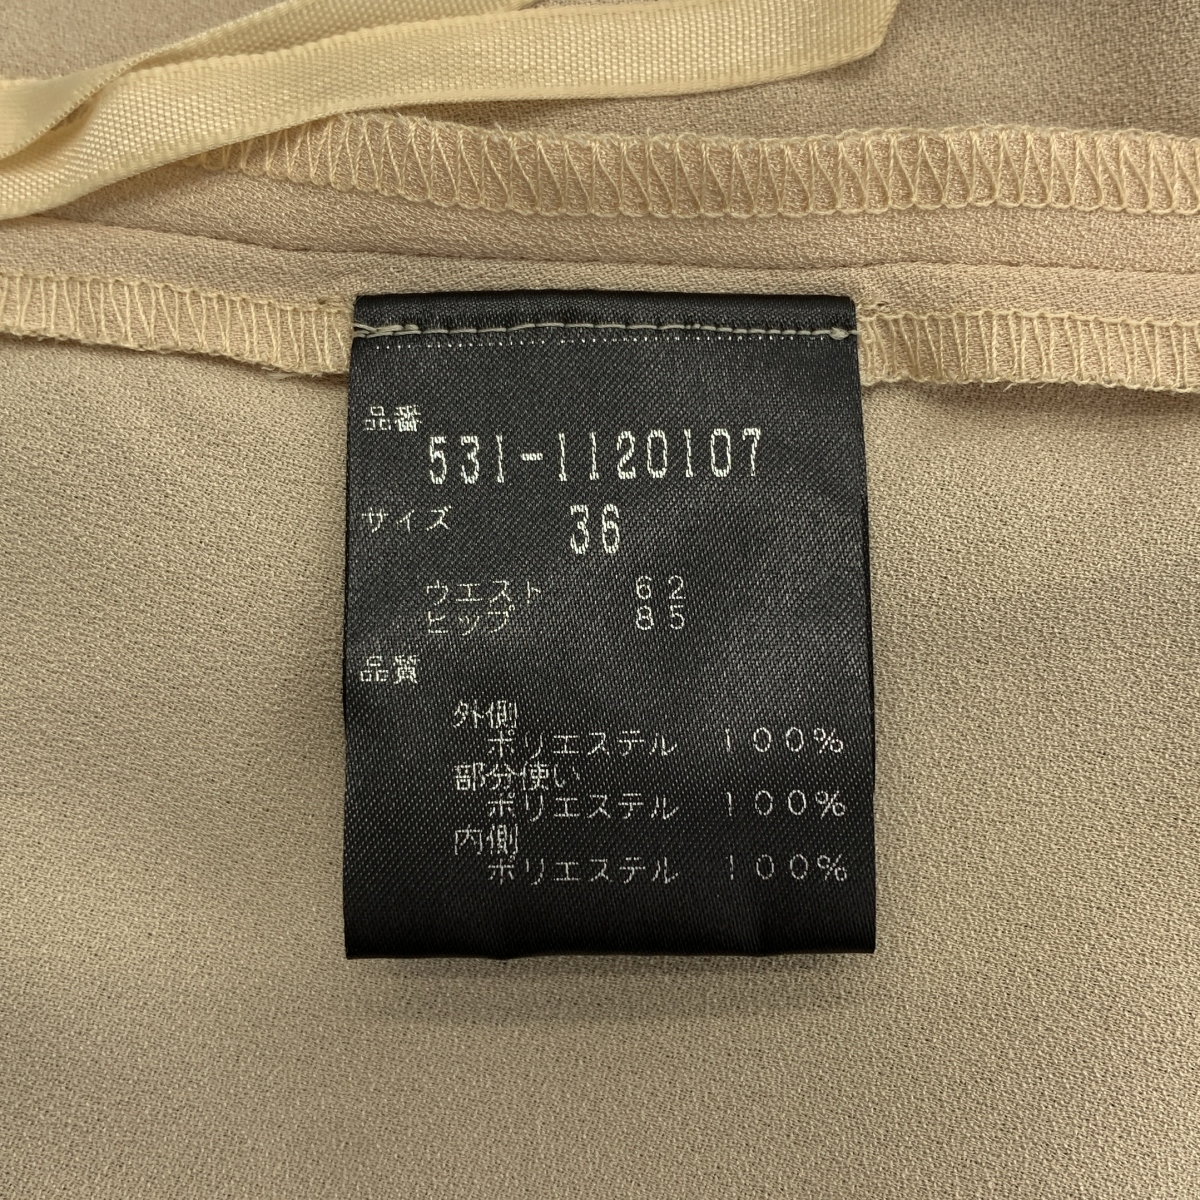 品番
531-1120107
サイズ 36
ウエスト 62
ヒップ 85
品質
外側
ポリエステル 100%
部分使い
ポリエステル 100%
内側
ポリエステル 100%